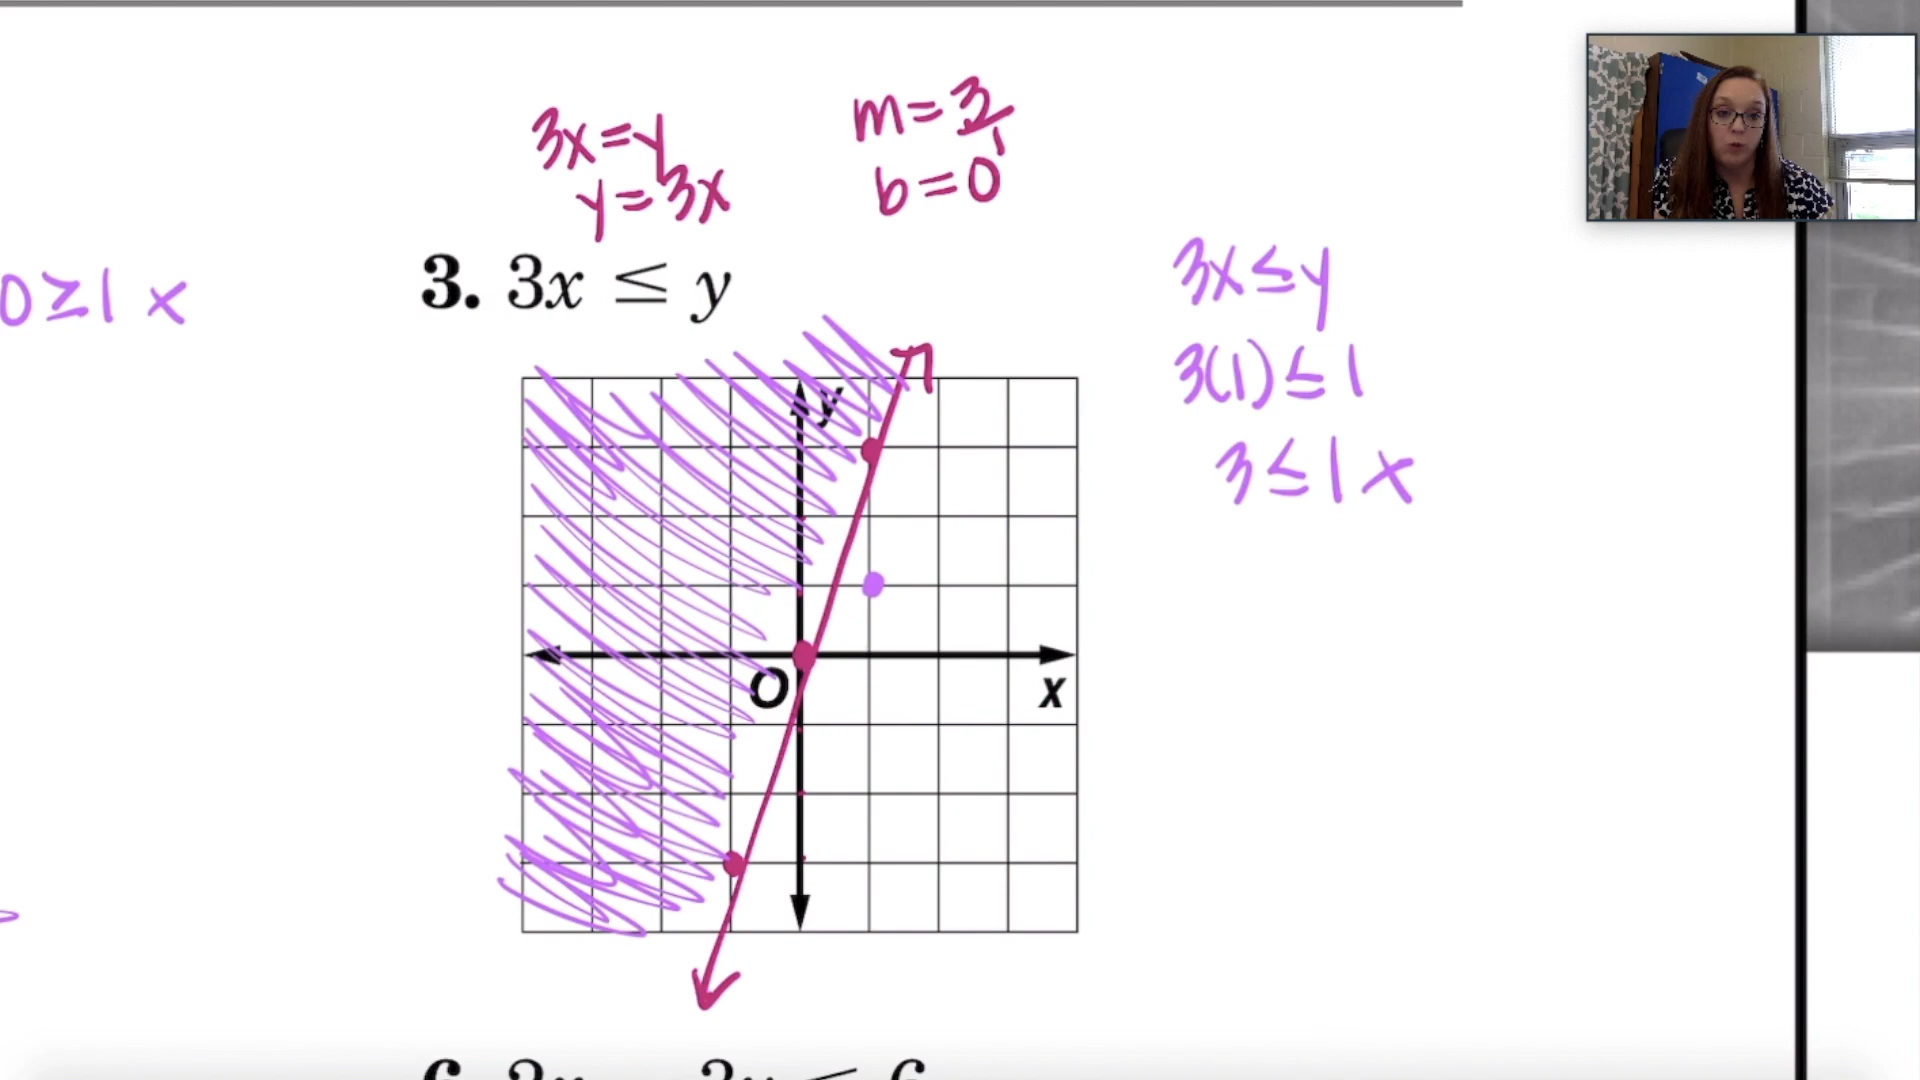 3x=y
y=3x
m=3/1
b=0
0≥1 x
3. 3x ≤ y
3x≤y
3(1)≤1
3≤1 x
y
O
x